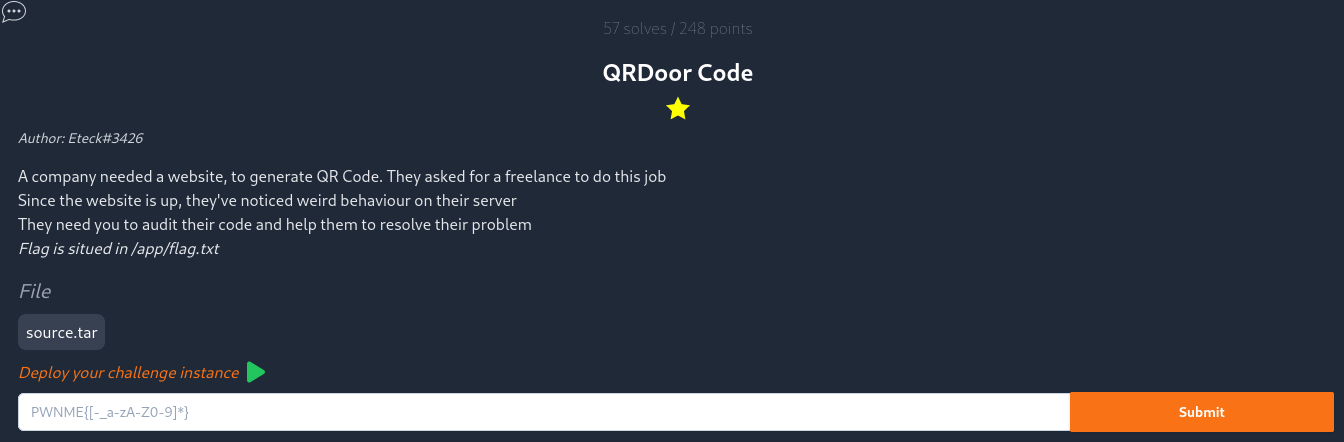 57 solves / 248 points
QRDoor Code
Author: Eteck#3426
A company needed a website, to generate QR Code. They asked for a freelance to do this job
Since the website is up, they've noticed weird behaviour on their server
They need you to audit their code and help them to resolve their problem
Flag is situed in /app/flag.txt
File
source.tar
Deploy your challenge instance
PWNME{[-_a-zA-Z0-9]*}
Submit